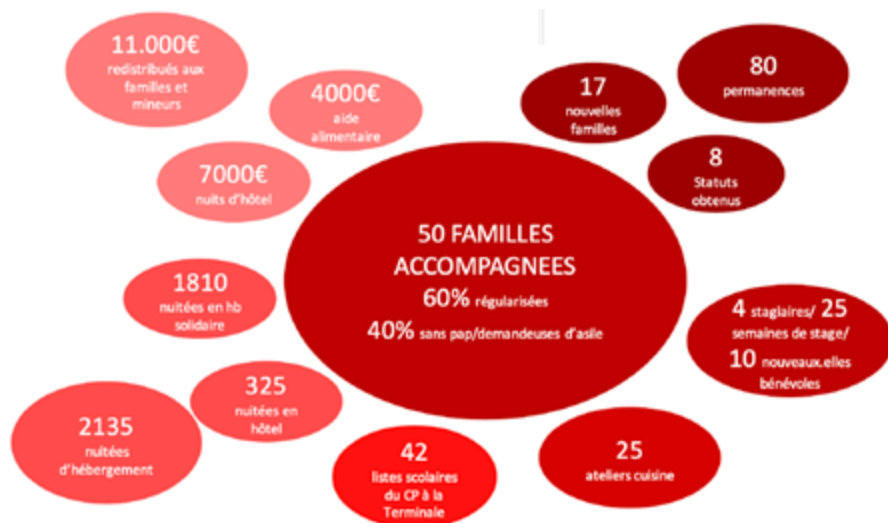 11.000€
redistribués aux
familles et
mineurs
4000€
aide
alimentaire
7000€
nuits d'hôtel
17
nouvelles
familles
80
permanences
8
Statuts
obtenus
50 FAMILLES
ACCOMPAGNEES
60% régularisées
40% sans pap/demandeuses d'asile
1810
nuitées en hb
solidaire
325
nuitées en
hôtel
2135
nuitées
d'hébergement
42
listes scolaires
du CP à la
Terminale
25
ateliers cuisine
4 stagiaires/ 25
semaines de stage/
10 nouveaux.elles
bénévoles